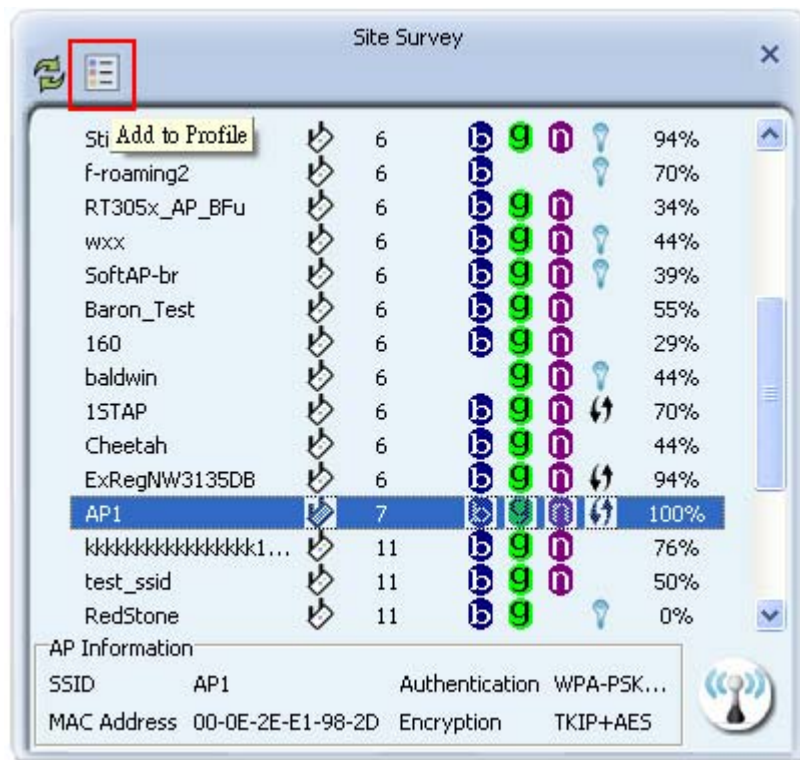 Site Survey
Add to Profile
Sti 6 b g n 94%
f-roaming2 6 b 70%
RT305x_AP_BFu 6 b g n 34%
wxx 6 b g n 44%
SoftAP-br 6 b g n 39%
Baron_Test 6 b g n 55%
160 6 b g n 29%
baldwin 6 g n 44%
1STAP 6 b g n 70%
Cheetah 6 b g n 44%
ExRegNW3135DB 6 b g n 94%
AP1 7 b g n 100%
kkkkkkkkkkkkkkkkk1... 11 b g n 76%
test_ssid 11 b g n 50%
RedStone 11 b g 0%
AP Information
SSID AP1 Authentication WPA-PSK...
MAC Address 00-0E-2E-E1-98-2D Encryption TKIP+AES